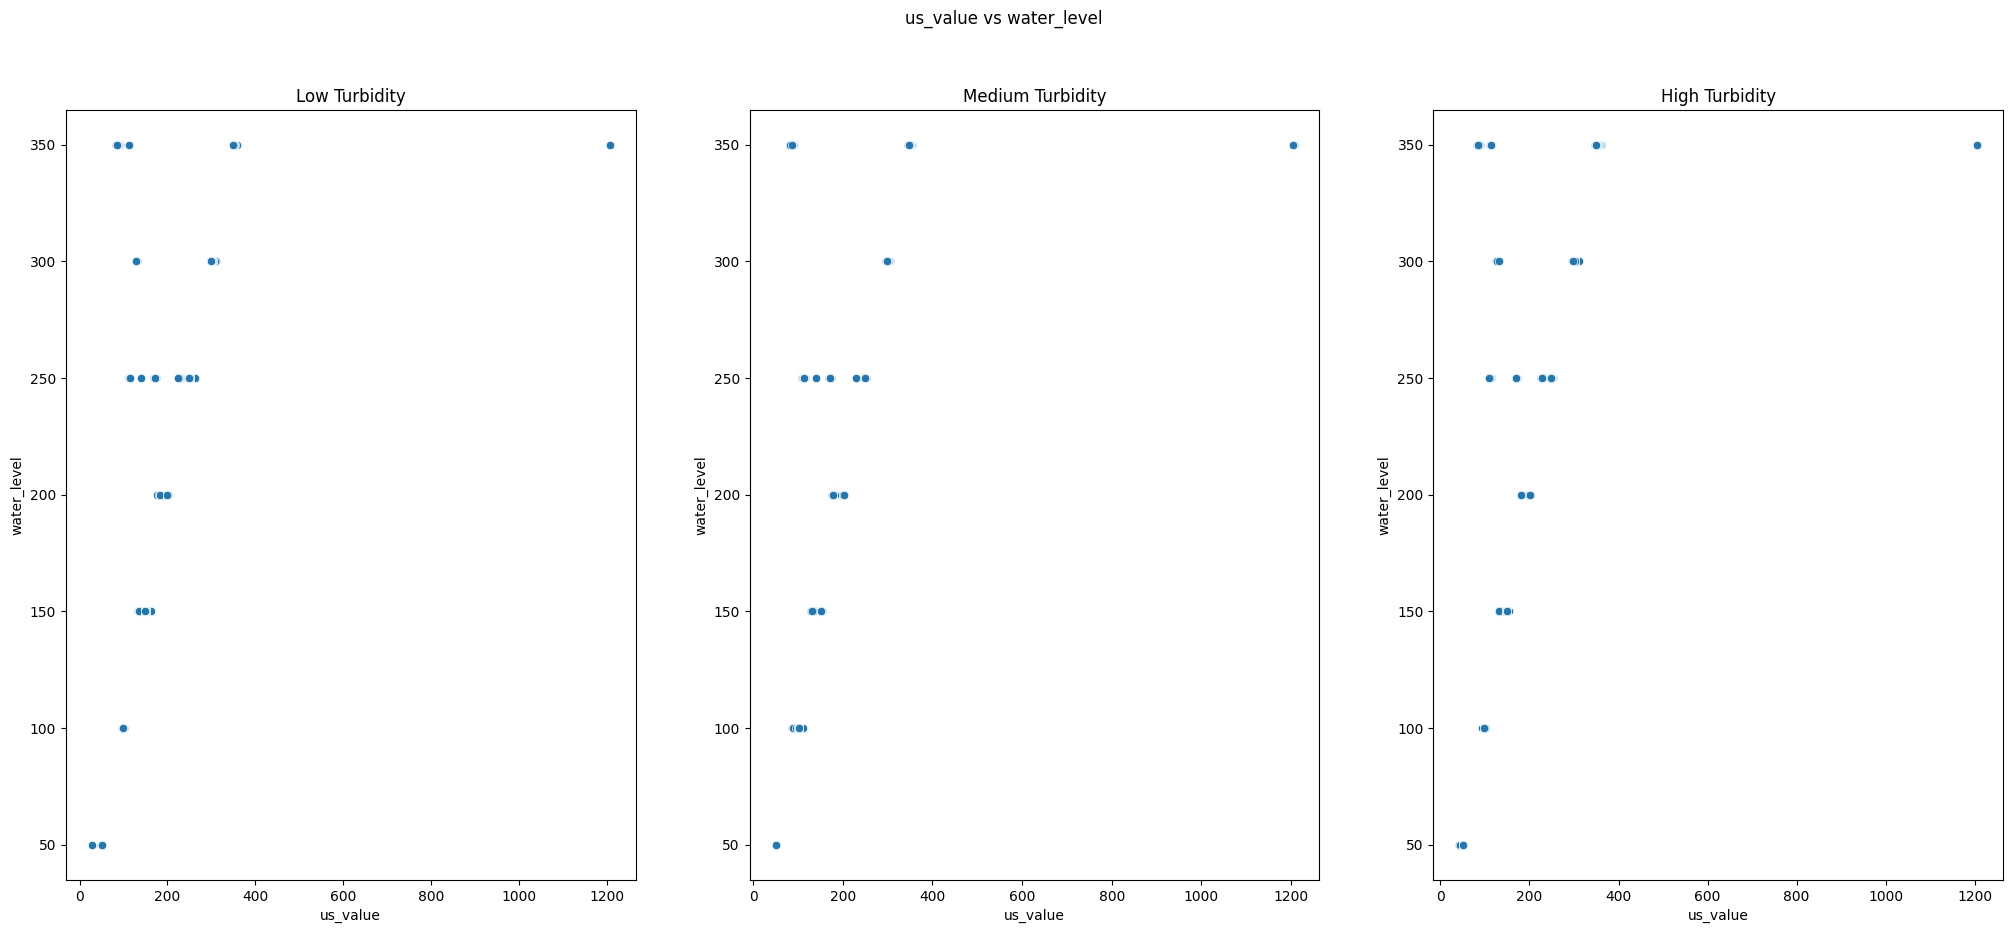 us_value vs water_level
Low Turbidity
350
300
250
200
150
100
50
water_level
0 200 400 600 800 1000 1200
us_value
Medium Turbidity
350
300
250
200
150
100
50
water_level
0 200 400 600 800 1000 1200
us_value
High Turbidity
350
300
250
200
150
100
50
water_level
0 200 400 600 800 1000 1200
us_value